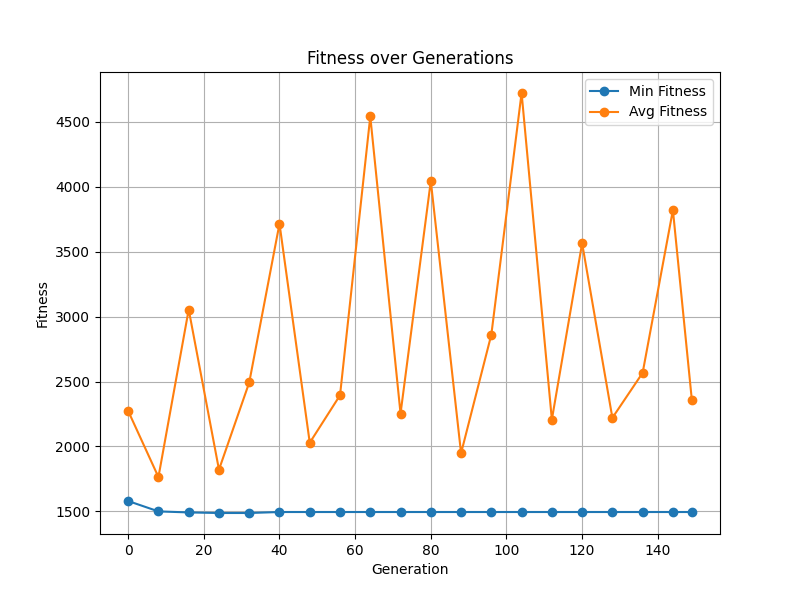 Fitness over Generations
Min Fitness
Avg Fitness
4500
4000
3500
3000
2500
2000
1500
Fitness
0 20 40 60 80 100 120 140
Generation